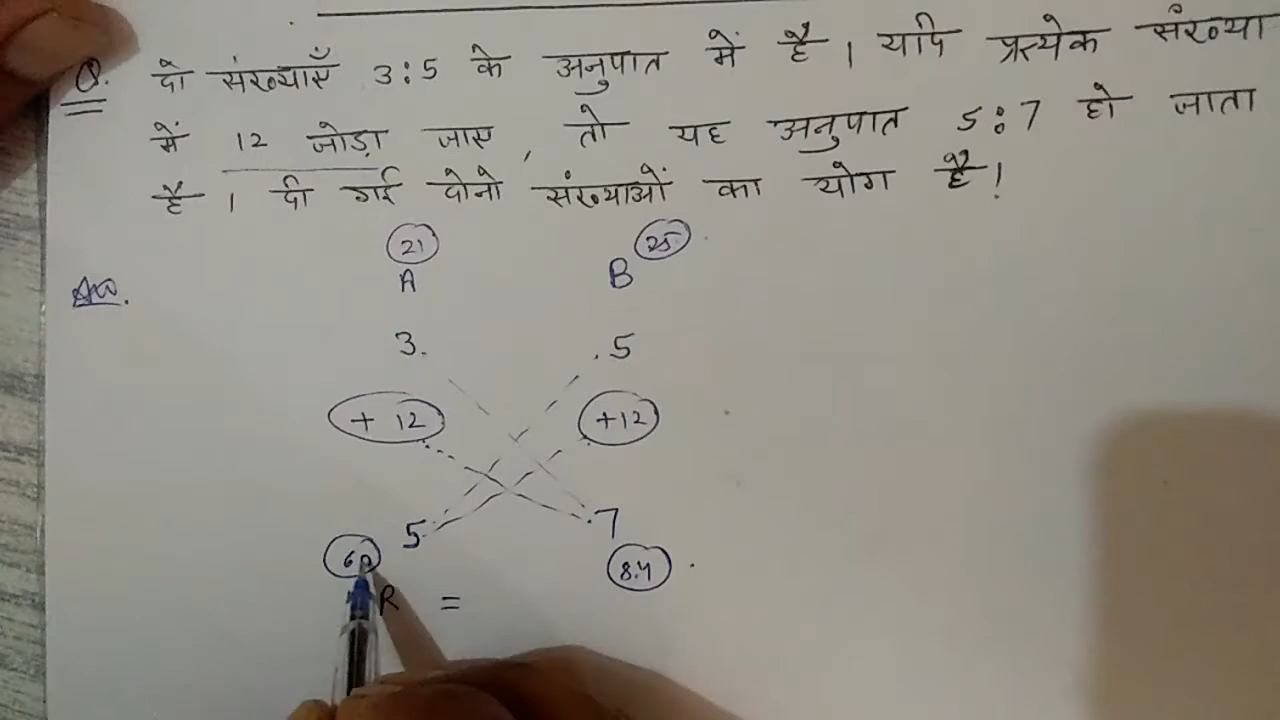 Q. दो संख्याएँ 3:5 के अनुपात में है । यदि प्रत्येक संख्या
में 12 जोड़ा जाए, तो यह अनुपात 5:7 हो जाता
है । दी गई दोनो संख्याओं का योग है !
21 25
Ans. A B
3. . 5
+ 12 +12
5 7
60 84
R =